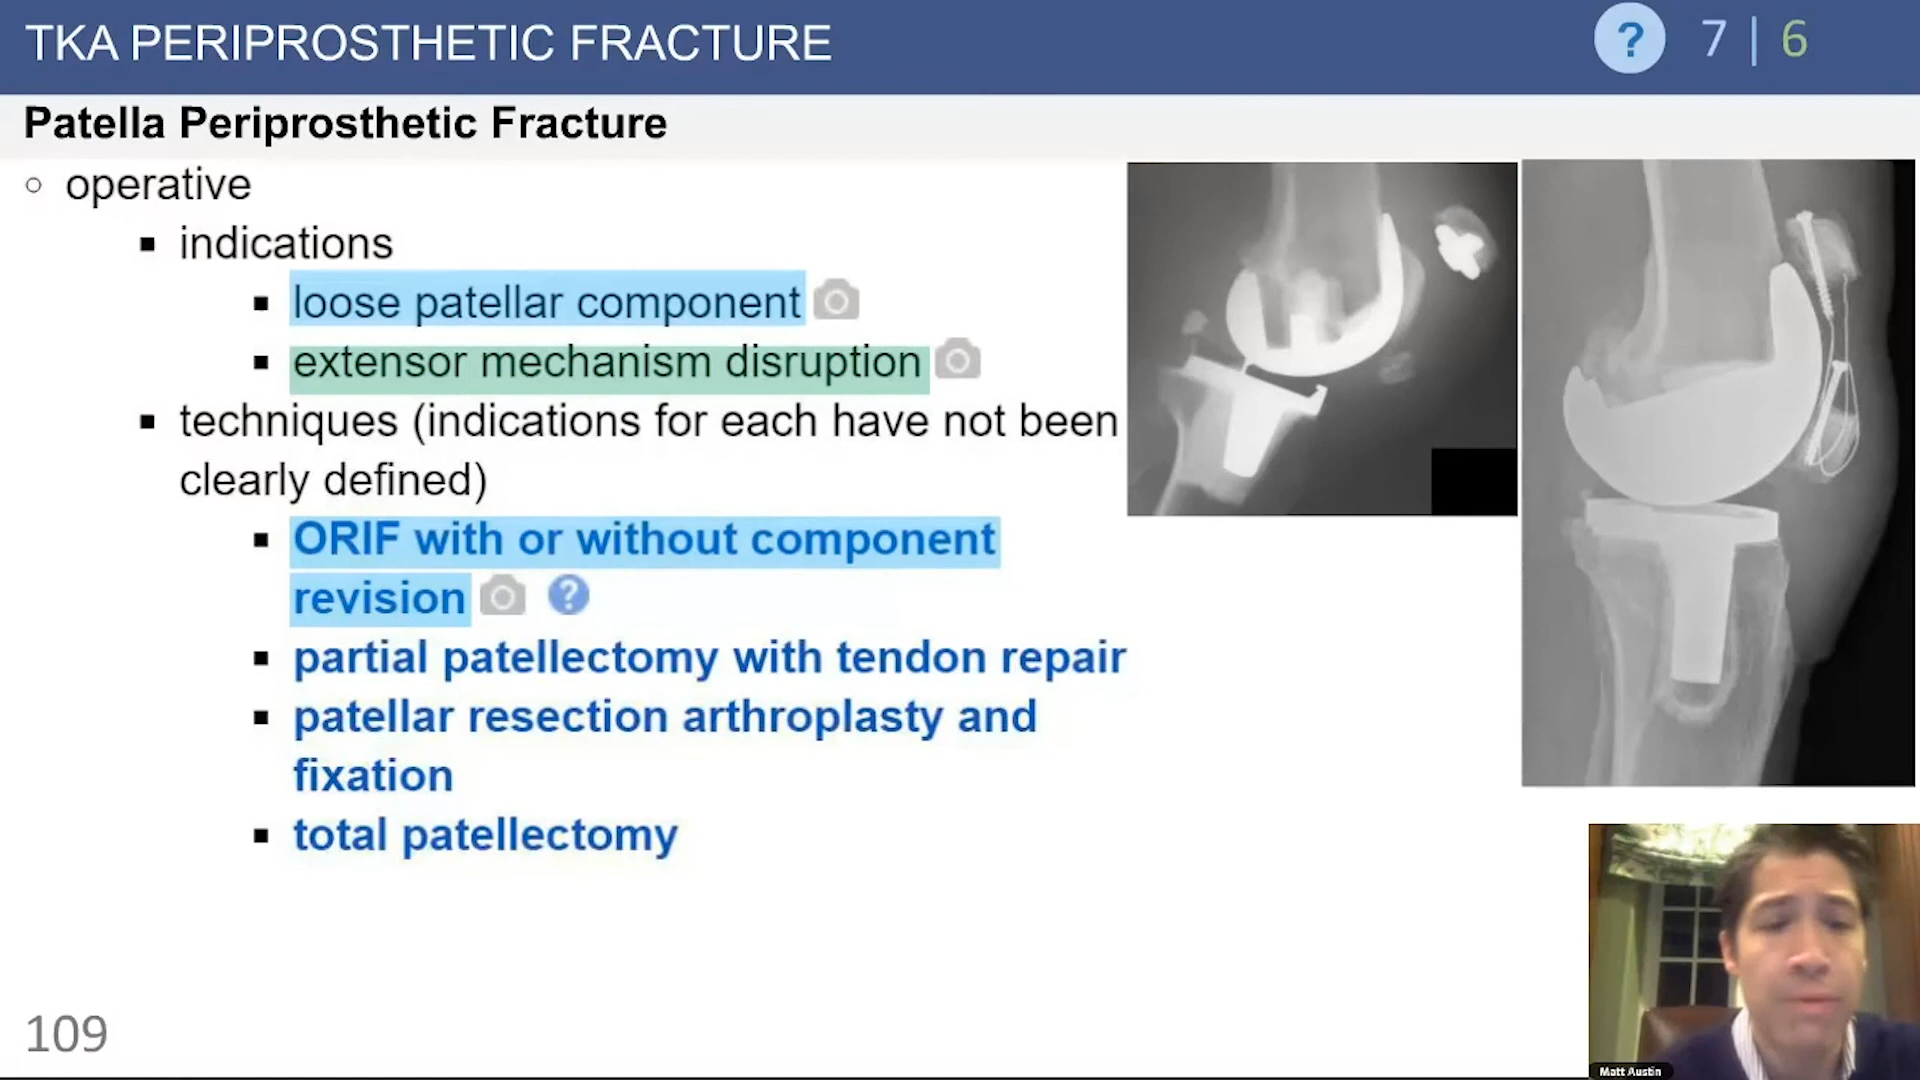 TKA PERIPROSTHETIC FRACTURE
? 7 | 6
Patella Periprosthetic Fracture
operative
indications
loose patellar component
extensor mechanism disruption
techniques (indications for each have not been
clearly defined)
ORIF with or without component
revision ?
partial patellectomy with tendon repair
patellar resection arthroplasty and
fixation
total patellectomy
109
Matt Austin